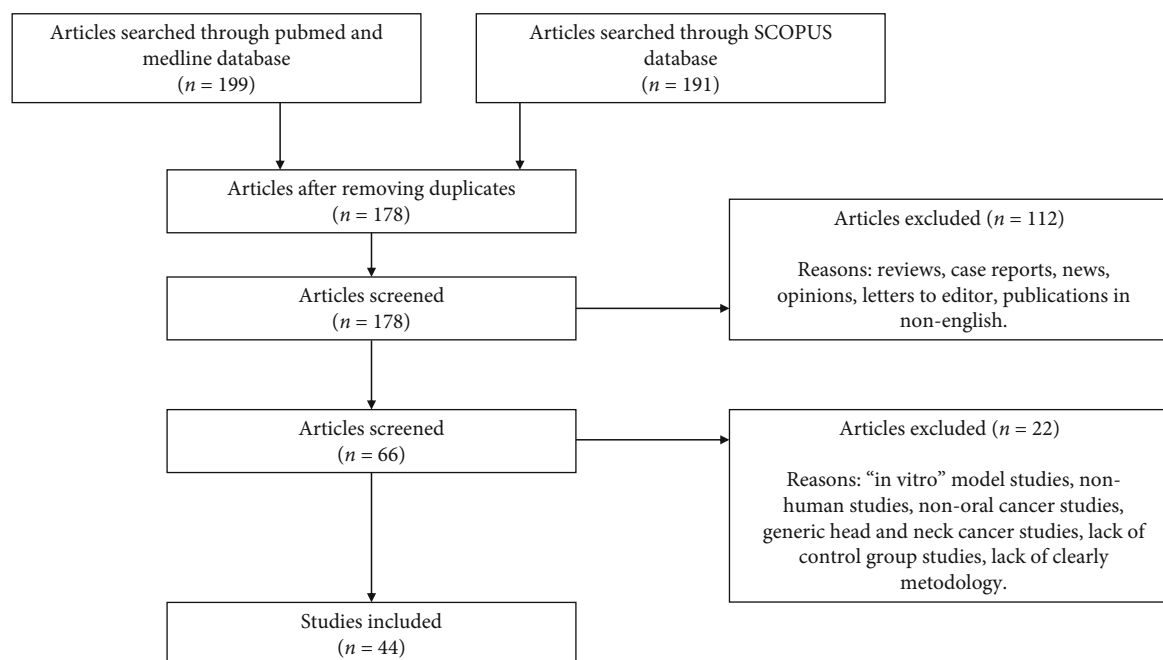 Articles searched through pubmed and
medline database
(n = 199)
Articles searched through SCOPUS
database
(n = 191)
Articles after removing duplicates
(n = 178)
Articles excluded (n = 112)
Reasons: reviews, case reports, news,
opinions, letters to editor, publications in
non-english.
Articles screened
(n = 178)
Articles screened
(n = 66)
Articles excluded (n = 22)
Reasons: “in vitro” model studies, non-
human studies, non-oral cancer studies,
generic head and neck cancer studies, lack of
control group studies, lack of clearly
metodology.
Studies included
(n = 44)